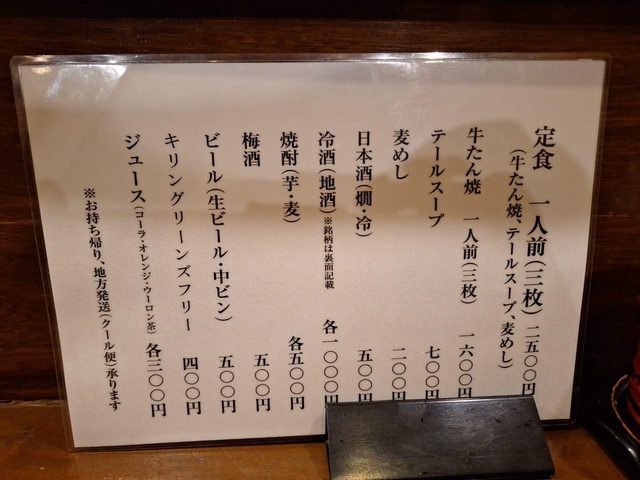 定食　一人前(三枚) 二五〇〇円
(牛たん焼、テールスープ、麦めし)
牛たん焼　一人前(三枚) 一六〇〇円
テールスープ 七〇〇円
麦めし 二〇〇円
日本酒(燗・冷) 五〇〇円
冷酒(地酒)※銘柄は裏面記載 各一〇〇〇円
焼酎(芋・麦) 各五〇〇円
梅酒 五〇〇円
ビール(生ビール・中ビン) 五〇〇円
キリングリーンズフリー 四〇〇円
ジュース(コーラ・オレンジ・ウーロン茶) 各三〇〇円
※お持ち帰り、地方発送(クール便)承ります